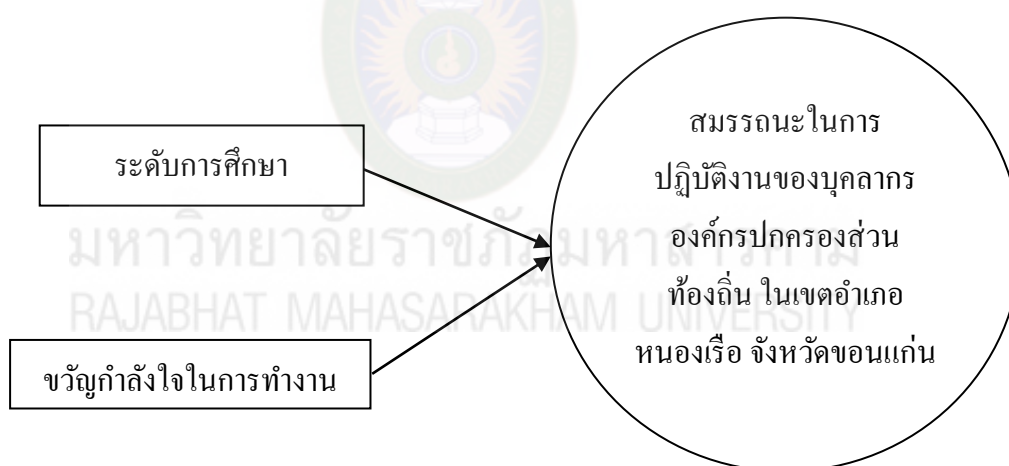 ระดับการศึกษา
ขวัญกำลังใจในการทำงาน
สมรรถนะในการ
ปฏิบัติงานของบุคลากร
องค์กรปกครองส่วน
ท้องถิ่น ในเขตอำเภอ
หนองเรือ จังหวัดขอนแก่น
มหาวิทยาลัยราชภัฏมหาสารคาม
RAJABHAT MAHASARAKHAM UNIVERSITY